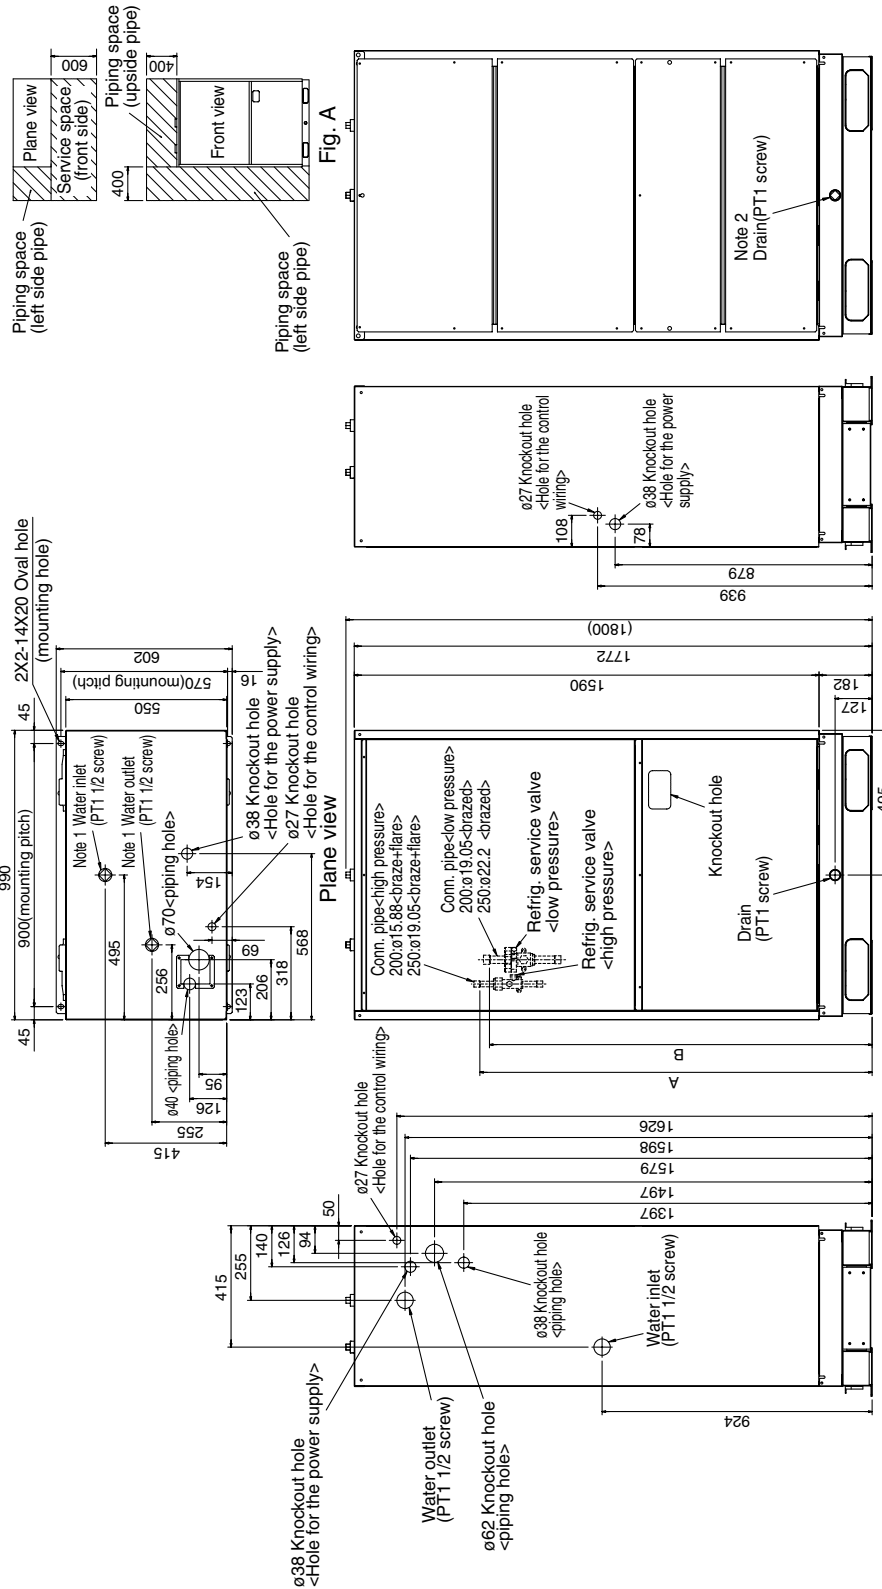 Piping space
(left side pipe)
Plane view
Service space
(front side)
600
Piping space
(upside pipe)
400
400
Front view
Piping space
(left side pipe)
Fig. A
Note 2
Drain(PT1 screw)
ø27 Knockout hole
<Hole for the control
wiring>
ø38 Knockout hole
<Hole for the power
supply>
108
78
879
939
2X2-14X20 Oval hole
(mounting hole)
990
45
900(mounting pitch)
45
602
570(mounting pitch)
16
550
Note 1 Water inlet
(PT1 1/2 screw)
Note 1 Water outlet
(PT1 1/2 screw)
ø70<piping hole>
ø38 Knockout hole
<Hole for the power supply>
ø27 Knockout hole
<Hole for the control wiring>
154
69
495
256
123
206
318
568
ø40 <piping hole>
95
126
255
415
Plane view
(1800)
1772
1590
182
127
495
Conn. pipe<high pressure>
200:ø15.88<braze+flare>
250:ø19.05<braze+flare>
Conn. pipe<low pressure>
200:ø19.05<brazed>
250:ø22.2 <brazed>
Refrig. service valve
<low pressure>
Refrig. service valve
<high pressure>
Knockout hole
Drain
(PT1 screw)
A
B
ø27 Knockout hole
<Hole for the control wiring>
50
94
126
140
255
415
1626
1598
1579
1497
1397
924
ø38 Knockout hole
<piping hole>
Water inlet
(PT1 1/2 screw)
ø38 Knockout hole
<Hole for the power supply>
Water outlet
(PT1 1/2 screw)
ø62 Knockout hole
<piping hole>